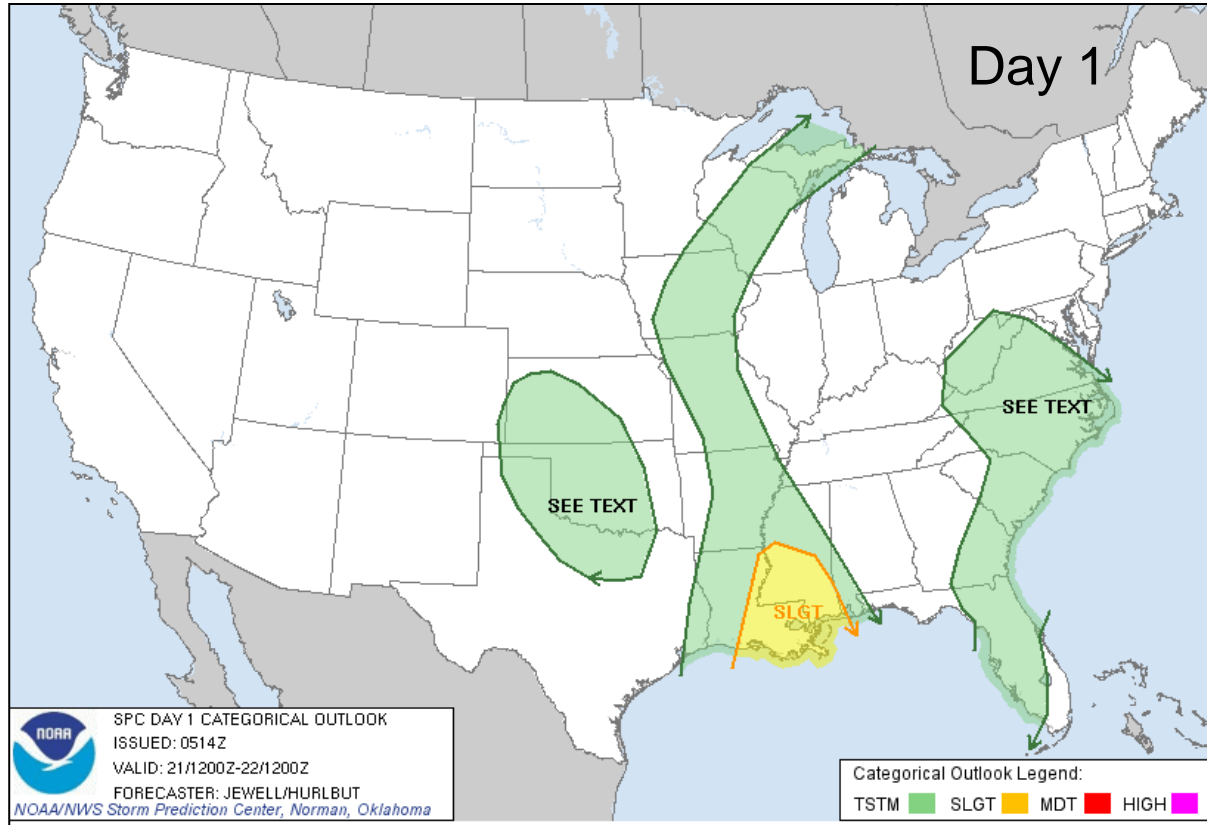 Day 1
SEE TEXT
SEE TEXT
SLGT
NOAA
SPC DAY 1 CATEGORICAL OUTLOOK
ISSUED: 0514Z
VALID: 21/1200Z-22/1200Z
FORECASTER: JEWELL/HURLBUT
NOAA/NWS Storm Prediction Center, Norman, Oklahoma
Categorical Outlook Legend:
TSTM SLGT MDT HIGH